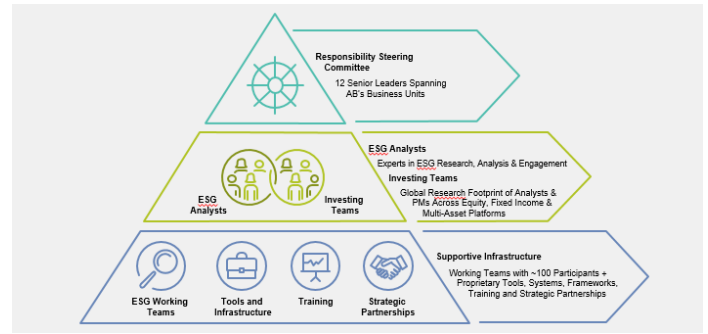 Responsibility Steering
Committee
12 Senior Leaders Spanning
AB's Business Units
ESG Analysts
Experts in ESG Research, Analysis & Engagement
Investing Teams
Global Research Footprint of Analysts &
PMs Across Equity, Fixed Income &
Multi-Asset Platforms
ESG
Analysts
Investing
Teams
Supportive Infrastructure
Working Teams with ~100 Participants +
Proprietary Tools, Systems, Frameworks,
Training and Strategic Partnerships
ESG Working
Teams
Tools and
Infrastructure
Training
Strategic
Partnerships